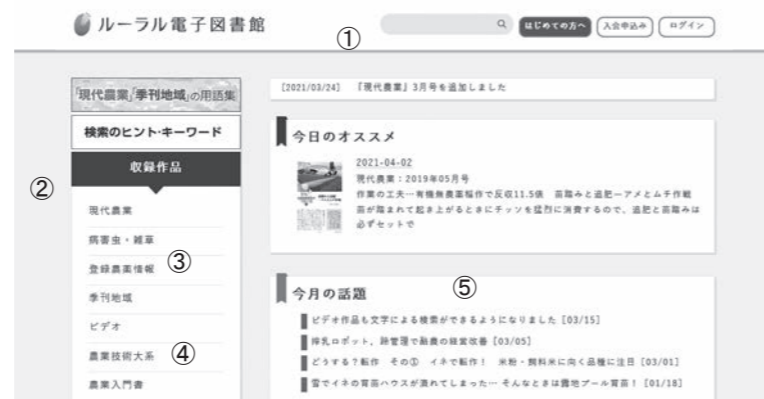 ルーラル電子図書館
①
はじめての方へ
入会申込み
ログイン
「現代農業」「季刊地域」の用語集
検索のヒント・キーワード
収録作品
②
現代農業
病害虫・雑草
③
登録農薬情報
季刊地域
ビデオ
農業技術大系
④
農業入門書
[2021/03/24] 『現代農業』3月号を追加しました
今日のオススメ
2021-04-02
現代農業：2019年05月号
作業の工夫…有機無農薬稲作で反収11.5俵 苗踏みと追肥―アメとムチ作戦
苗が踏まれて起き上がるときにチッソを猛烈に消費するので、追肥と苗踏みは
必ずセットで
今月の話題
⑤
ビデオ作品も文字による検索ができるようになりました [03/15]
搾乳ロボット、蹄管理で酪農の経営改善 [03/05]
どうする？転作 その① イネで転作！ 米粉・飼料米に向く品種に注目 [03/01]
雪でイネの育苗ハウスが潰れてしまった… そんなときは露地プール育苗！ [01/18]